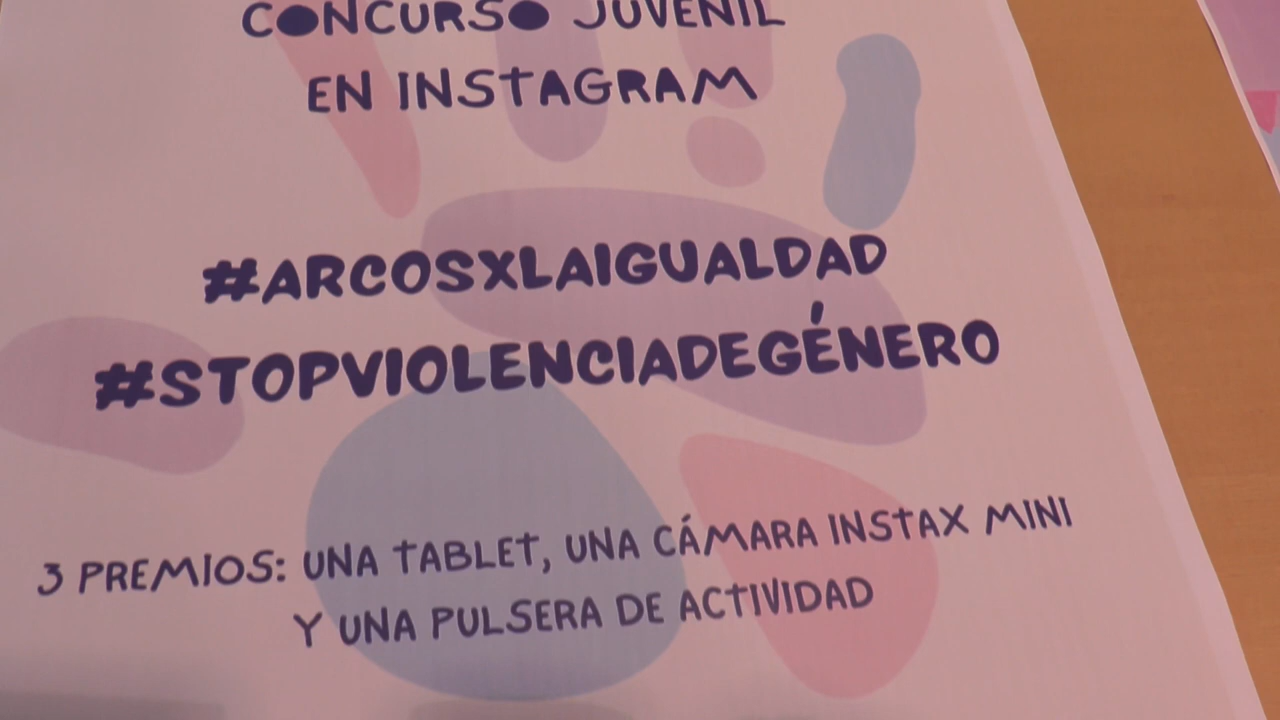 CONCURSO JUVENIL
EN INSTAGRAM
#ARCOSXLAIGUALDAD
#STOPVIOLENCIADEGÉNERO
3 PREMIOS: UNA TABLET, UNA CÁMARA INSTAX MINI
Y UNA PULSERA DE ACTIVIDAD